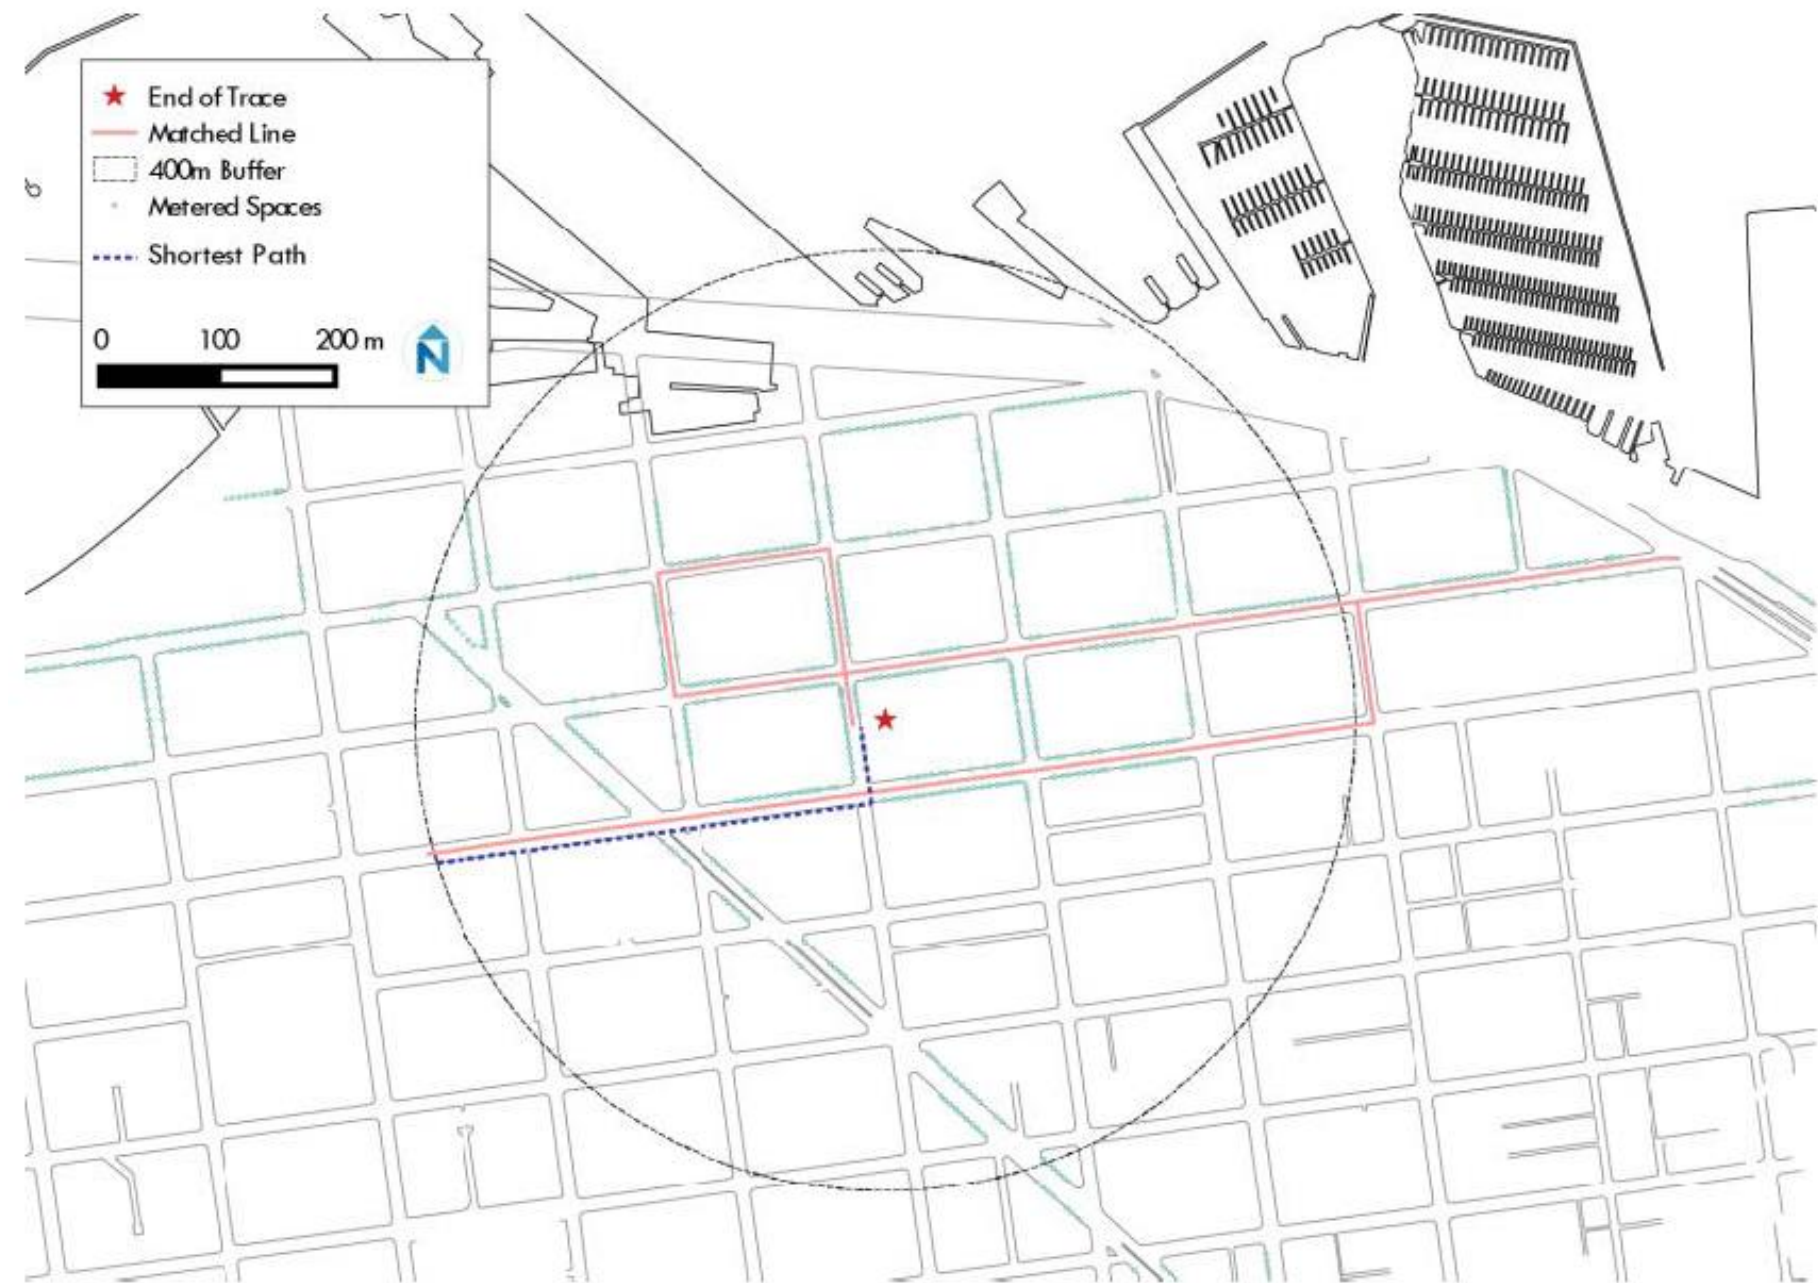 End of Trace
Matched Line
400m Buffer
Metered Spaces
Shortest Path
0 100 200 m
N